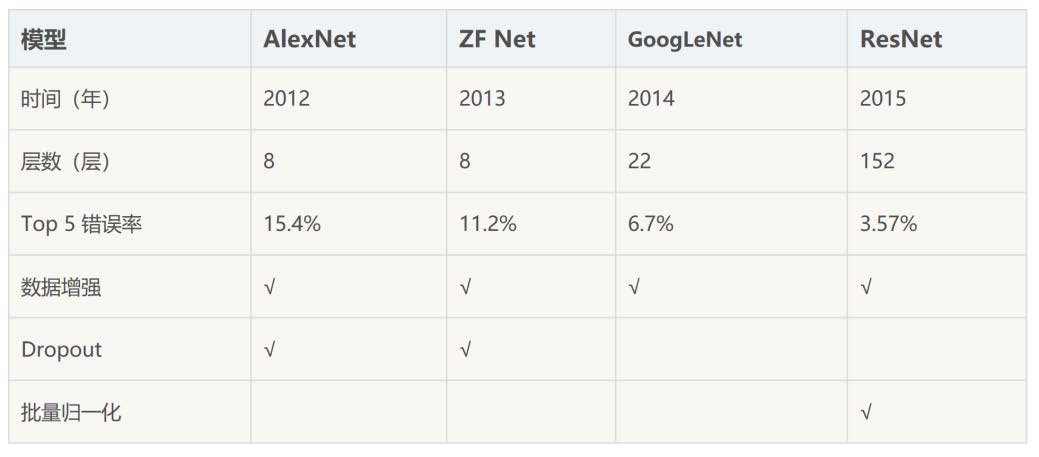 模型 AlexNet ZF Net GoogLeNet ResNet
时间（年） 2012 2013 2014 2015
层数（层） 8 8 22 152
Top 5 错误率 15.4% 11.2% 6.7% 3.57%
数据增强 √ √ √ √
Dropout √ √
批量归一化 √